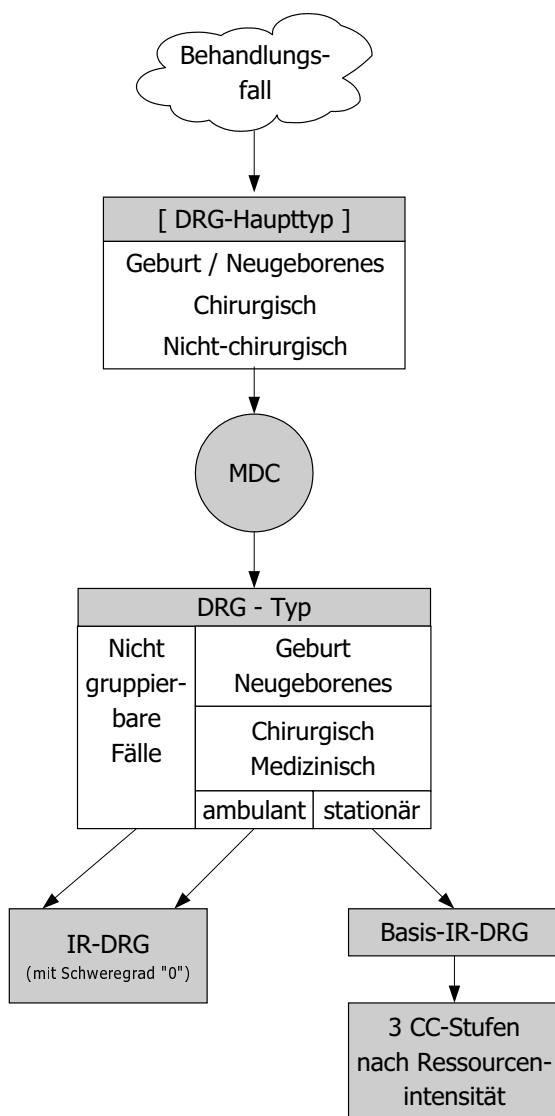 Behandlungs-
fall
[ DRG-Haupttyp ]
Geburt / Neugeborenes
Chirurgisch
Nicht-chirurgisch
MDC
DRG - Typ
Nicht
gruppier-
bare
Fälle
Geburt
Neugeborenes
Chirurgisch
Medizinisch
ambulant
stationär
IR-DRG
(mit Schweregrad "0")
Basis-IR-DRG
3 CC-Stufen
nach Ressourcen-
intensität